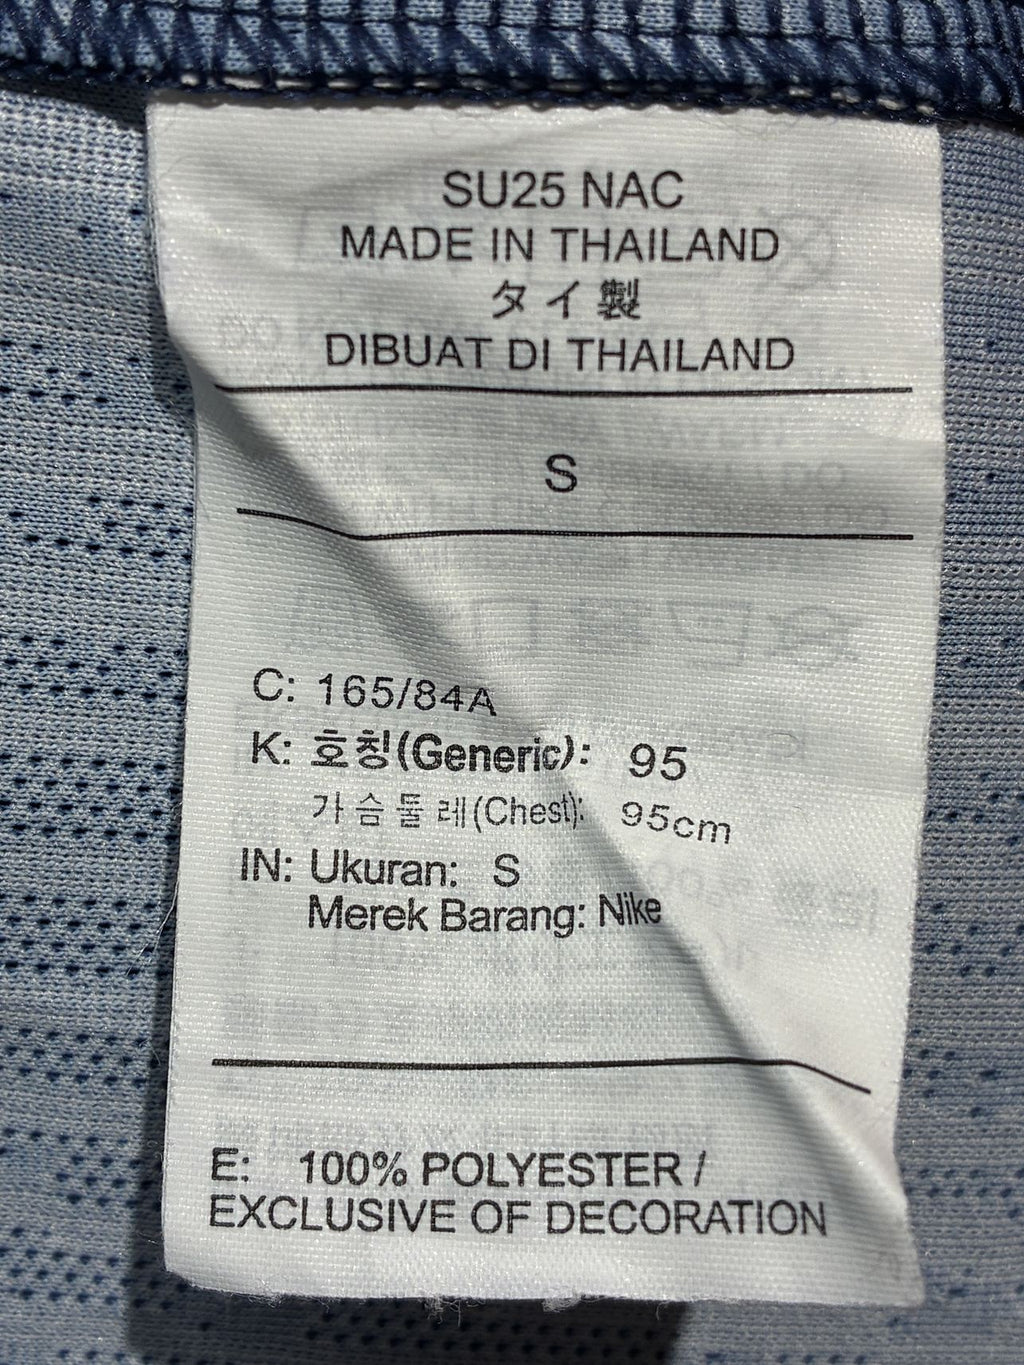 SU25 NAC
MADE IN THAILAND
タイ製
DIBUAT DI THAILAND
S
C: 165/84A
K: 호칭(Generic): 95
가슴둘레(Chest): 95cm
IN: Ukuran: S
Merek Barang: Nike
E: 100% POLYESTER /
EXCLUSIVE OF DECORATION